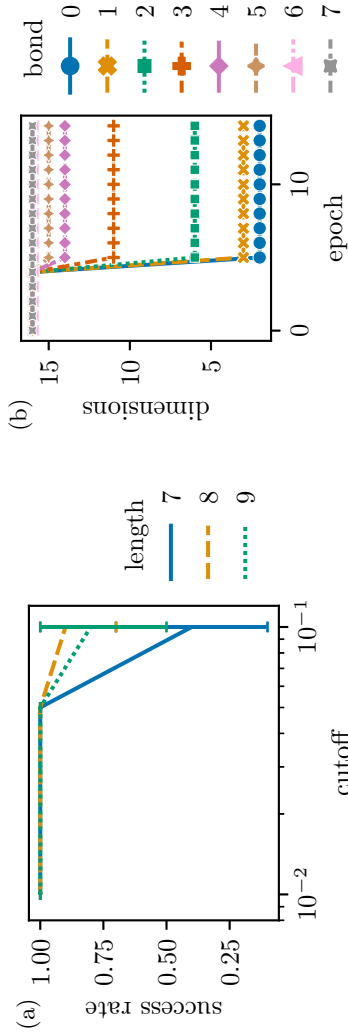 (a)
success rate
1.00
0.75
0.50
0.25
10⁻²
10⁻¹
cutoff
length
7
8
9
(b)
dimensions
15
10
5
0
10
epoch
bond
0
1
2
3
4
5
6
7